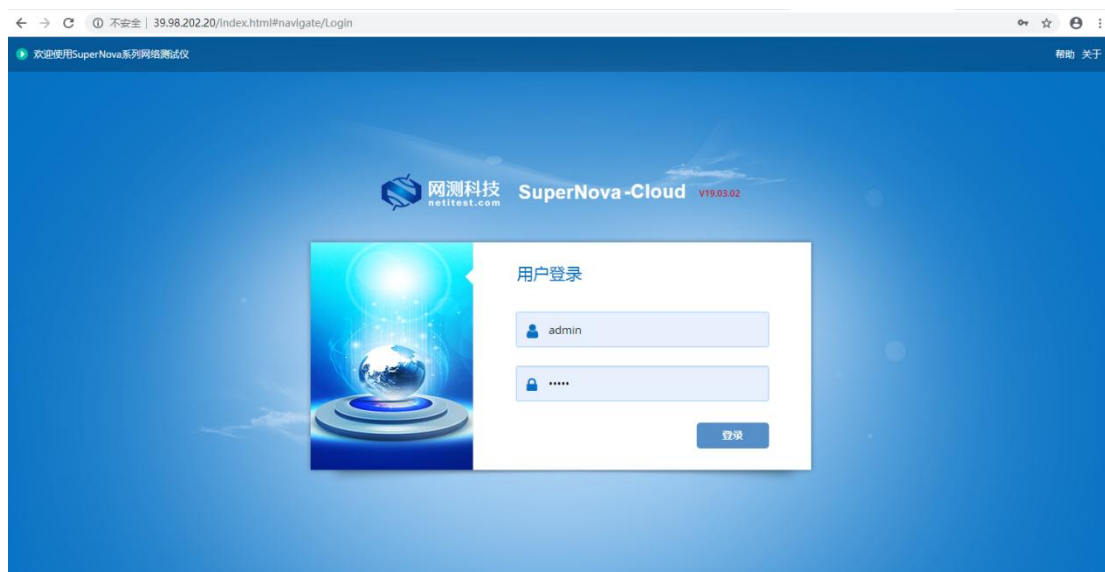 不安全 | 39.98.202.20/index.html#navigate/Login
欢迎使用SuperNova系列网络测试仪
帮助 关于
网测科技 SuperNova-Cloud V19.03.02
netitest.com
用户登录
admin
•••••
登录